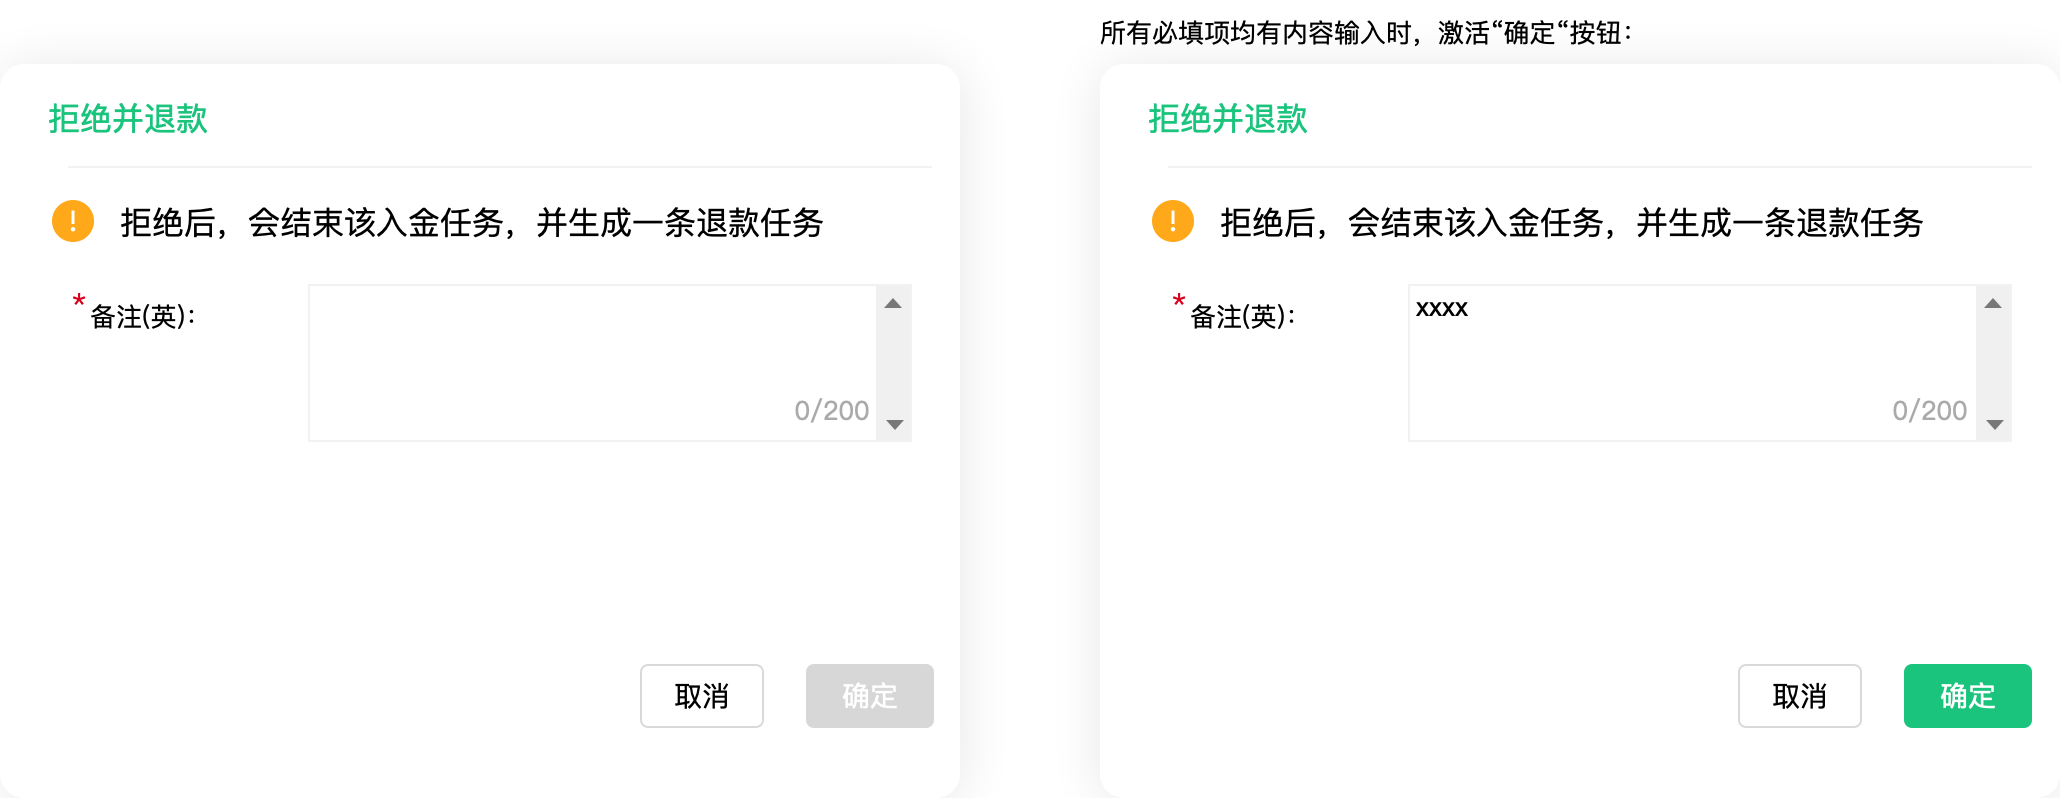 所有必填项均有内容输入时，激活“确定“按钮：
拒绝并退款
! 拒绝后，会结束该入金任务，并生成一条退款任务
*备注(英)：
0/200
取消 确定
拒绝并退款
! 拒绝后，会结束该入金任务，并生成一条退款任务
*备注(英)： xxxx
0/200
取消 确定